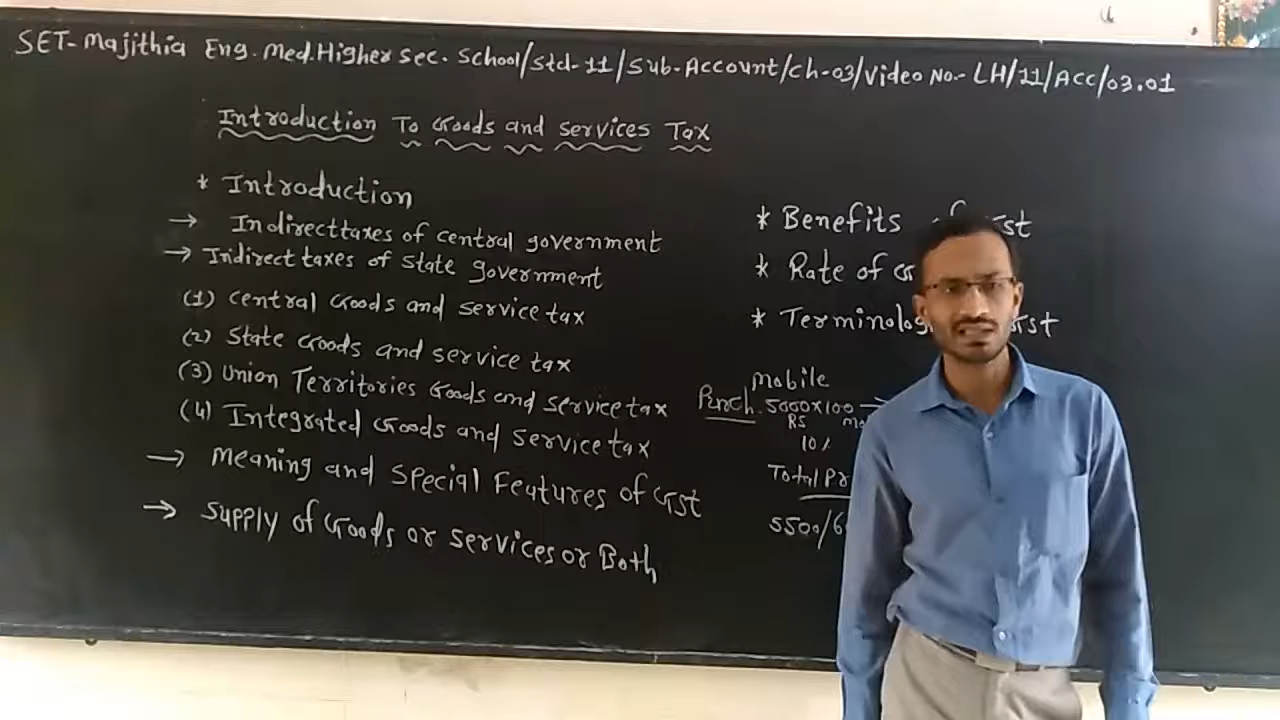 SET-Majithia Eng. Med. Higher Sec. School/Std-11/Sub-Account/Ch-03/Video No.- LH/11/ACC/03.01
Introduction To Goods and services Tax
* Introduction
→ Indirecttaxes of central government
→ Indirect taxes of state government
(1) Central Goods and service tax
(2) State Goods and service tax
(3) Union Territories Goods and service tax
(4) Integrated Goods and service tax
→ Meaning and special Features of Gst
→ Supply of Goods or services or Both
* Benefits
* Rate of
* Terminolog
Mobile
Purch. 5000x100 →
RS
10%
Total Pr
5500/6